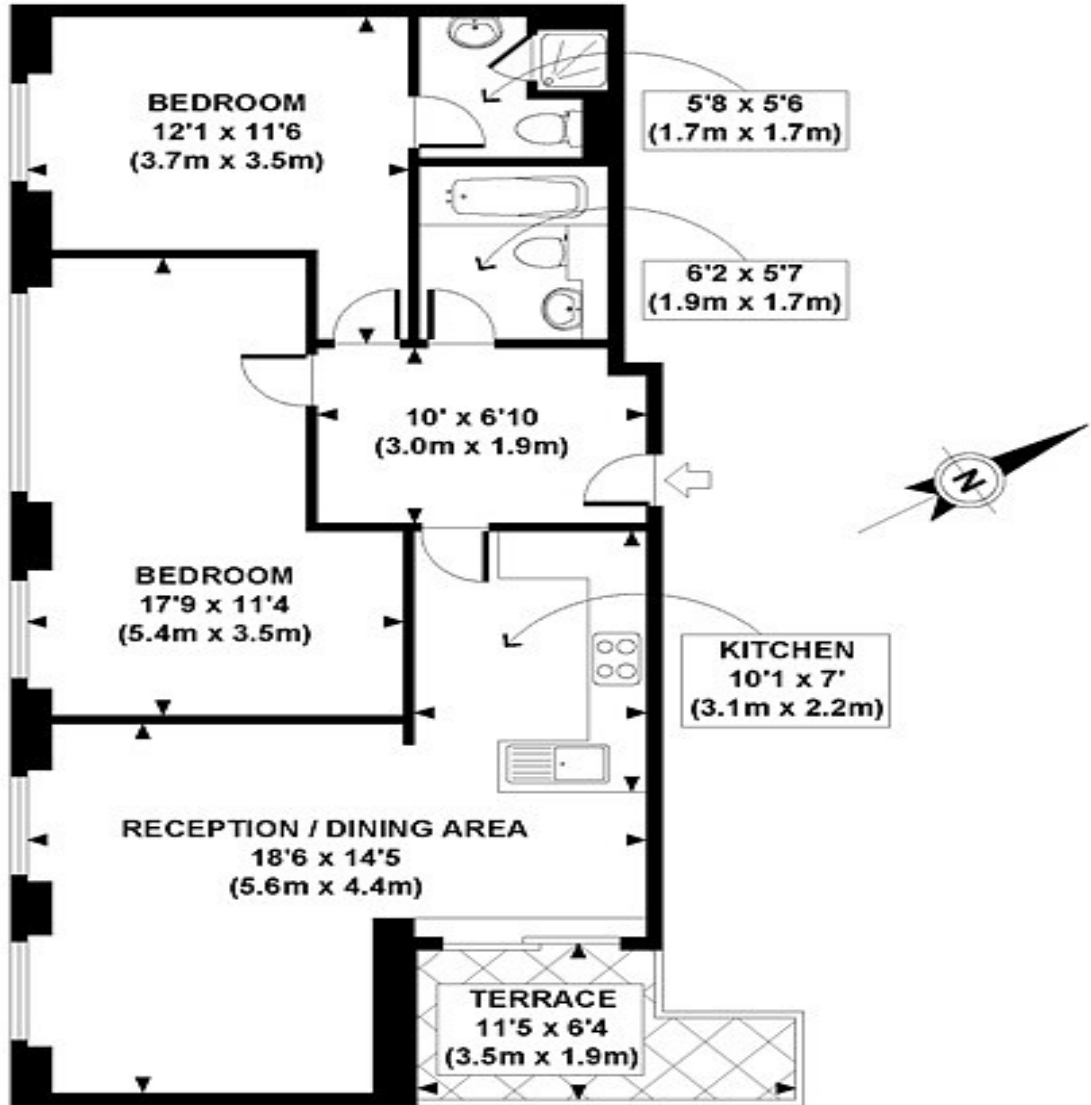 BEDROOM
12'1 x 11'6
(3.7m x 3.5m)
5'8 x 5'6
(1.7m x 1.7m)
6'2 x 5'7
(1.9m x 1.7m)
10' x 6'10
(3.0m x 1.9m)
N
BEDROOM
17'9 x 11'4
(5.4m x 3.5m)
KITCHEN
10'1 x 7'
(3.1m x 2.2m)
RECEPTION / DINING AREA
18'6 x 14'5
(5.6m x 4.4m)
TERRACE
11'5 x 6'4
(3.5m x 1.9m)